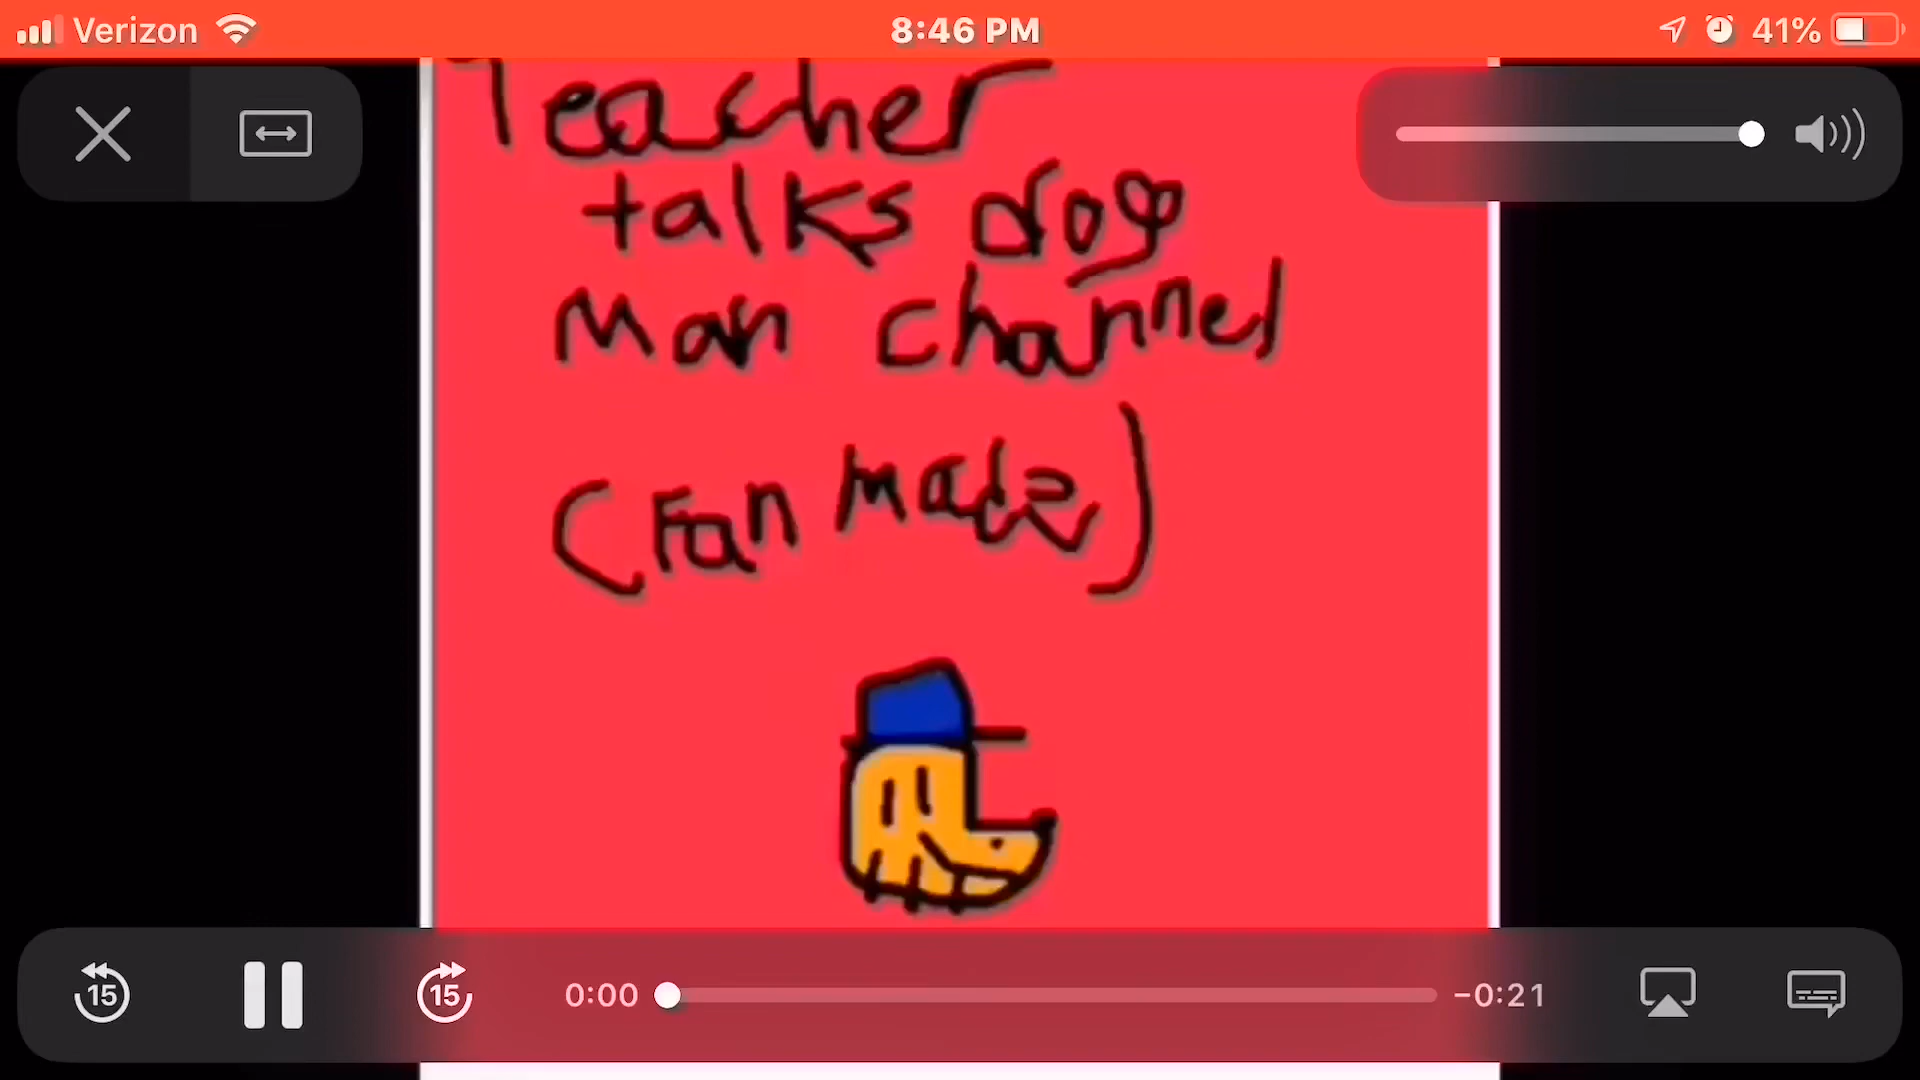 Verizon 8:46 PM 41%
Teacher
talks dog
Man channel
(Fan Made)
15 15 0:00 -0:21